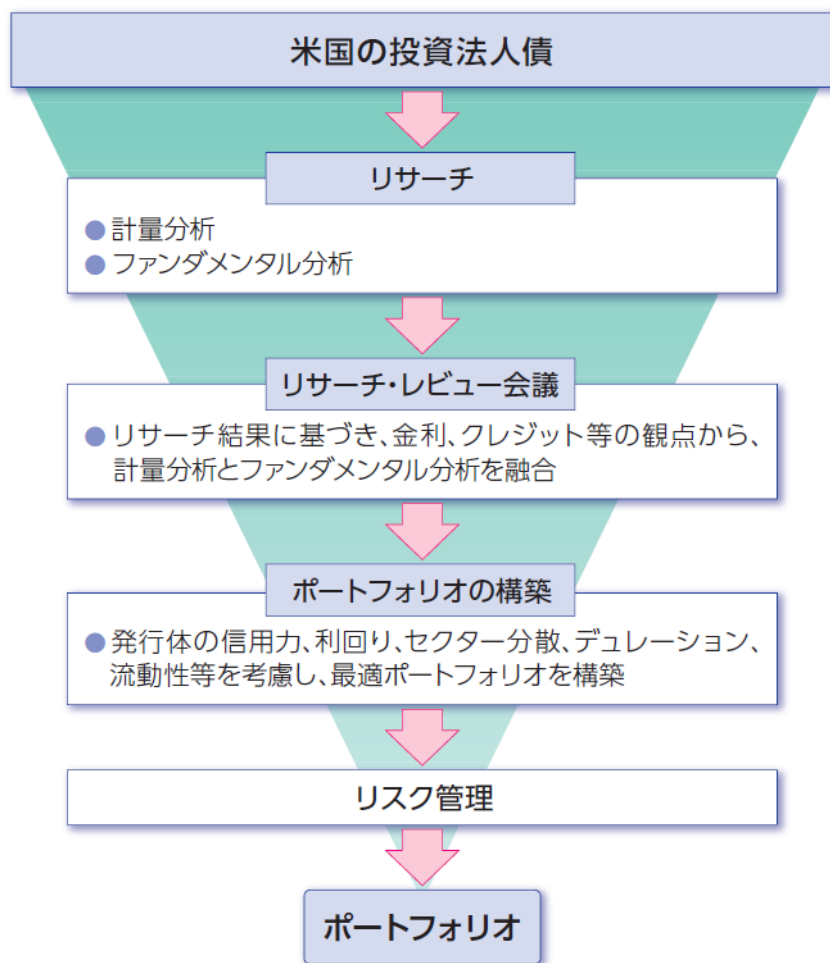 米国の投資法人債
リサーチ
● 計量分析
● ファンダメンタル分析
リサーチ・レビュー会議
● リサーチ結果に基づき、金利、クレジット等の観点から、
計量分析とファンダメンタル分析を融合
ポートフォリオの構築
● 発行体の信用力、利回り、セクター分散、デュレーション、
流動性等を考慮し、最適ポートフォリオを構築
リスク管理
ポートフォリオ